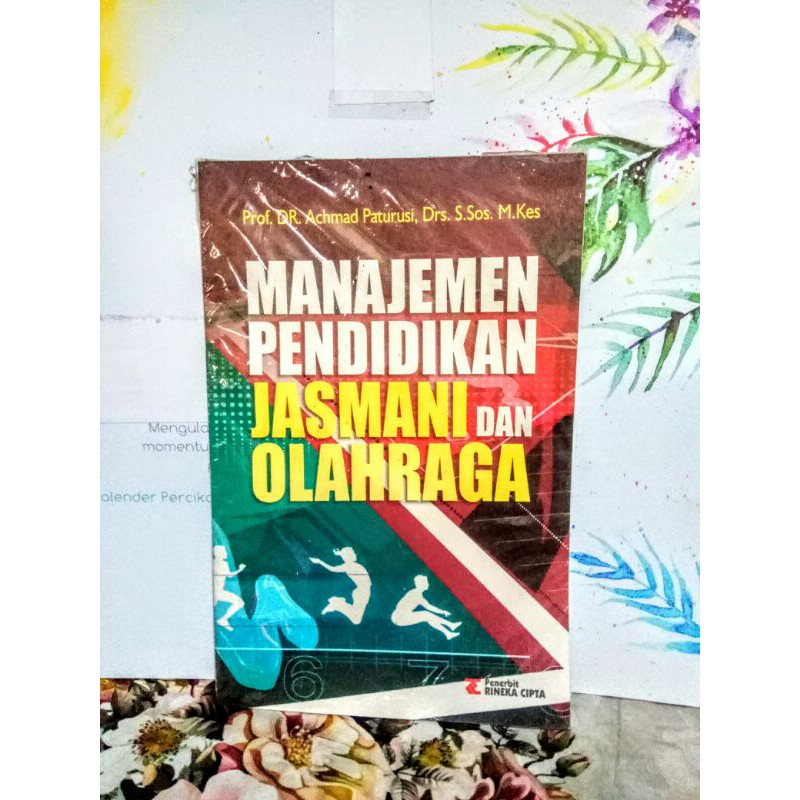 Prof. DR. Achmad Paturusi, Drs. S.Sos. M.Kes
MANAJEMEN
PENDIDIKAN
JASMANI DAN
OLAHRAGA
6 7
Penerbit
RINEKA CIPTA
Mengula
momentu
alender Percik